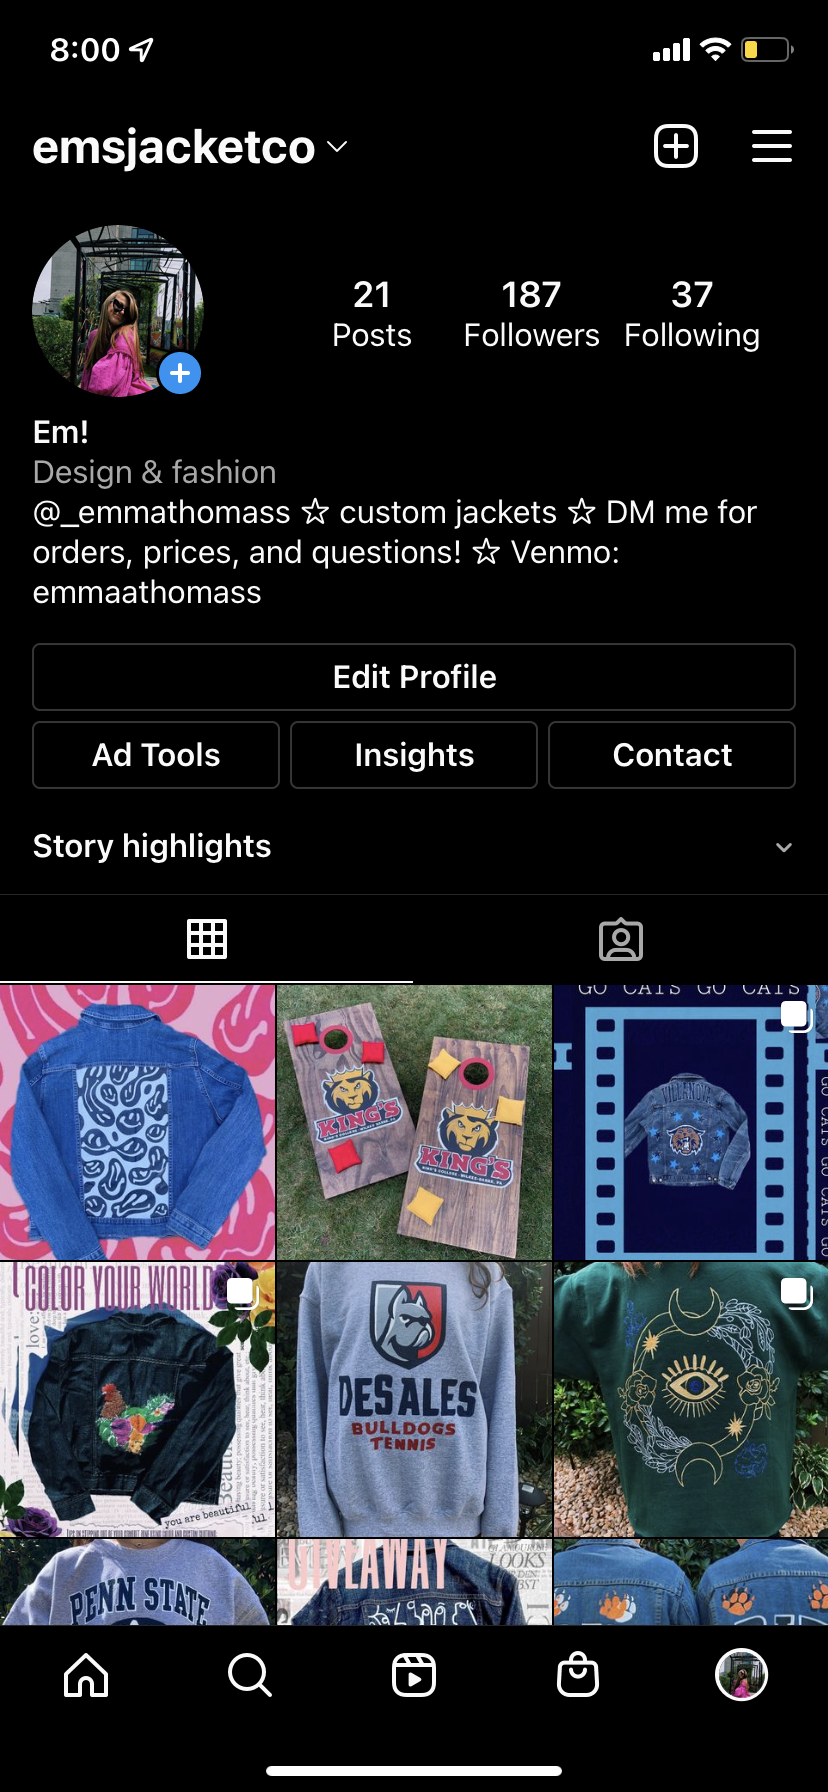 8:00
emsjacketco
21
Posts
187
Followers
37
Following
Em!
Design & fashion
@_emmathomass ☆ custom jackets ☆ DM me for
orders, prices, and questions! ☆ Venmo:
emmaathomass
Edit Profile
Ad Tools
Insights
Contact
Story highlights
KING'S
KING'S
GO CATS GO CATS
VILLANOVA
GO CATS GO CATS GO
COLOR YOUR WORLD
love:
you are beautiful
DESALES
BULLDOGS
TENNIS
PENN STATE
GIVEAWAY
LOOKS